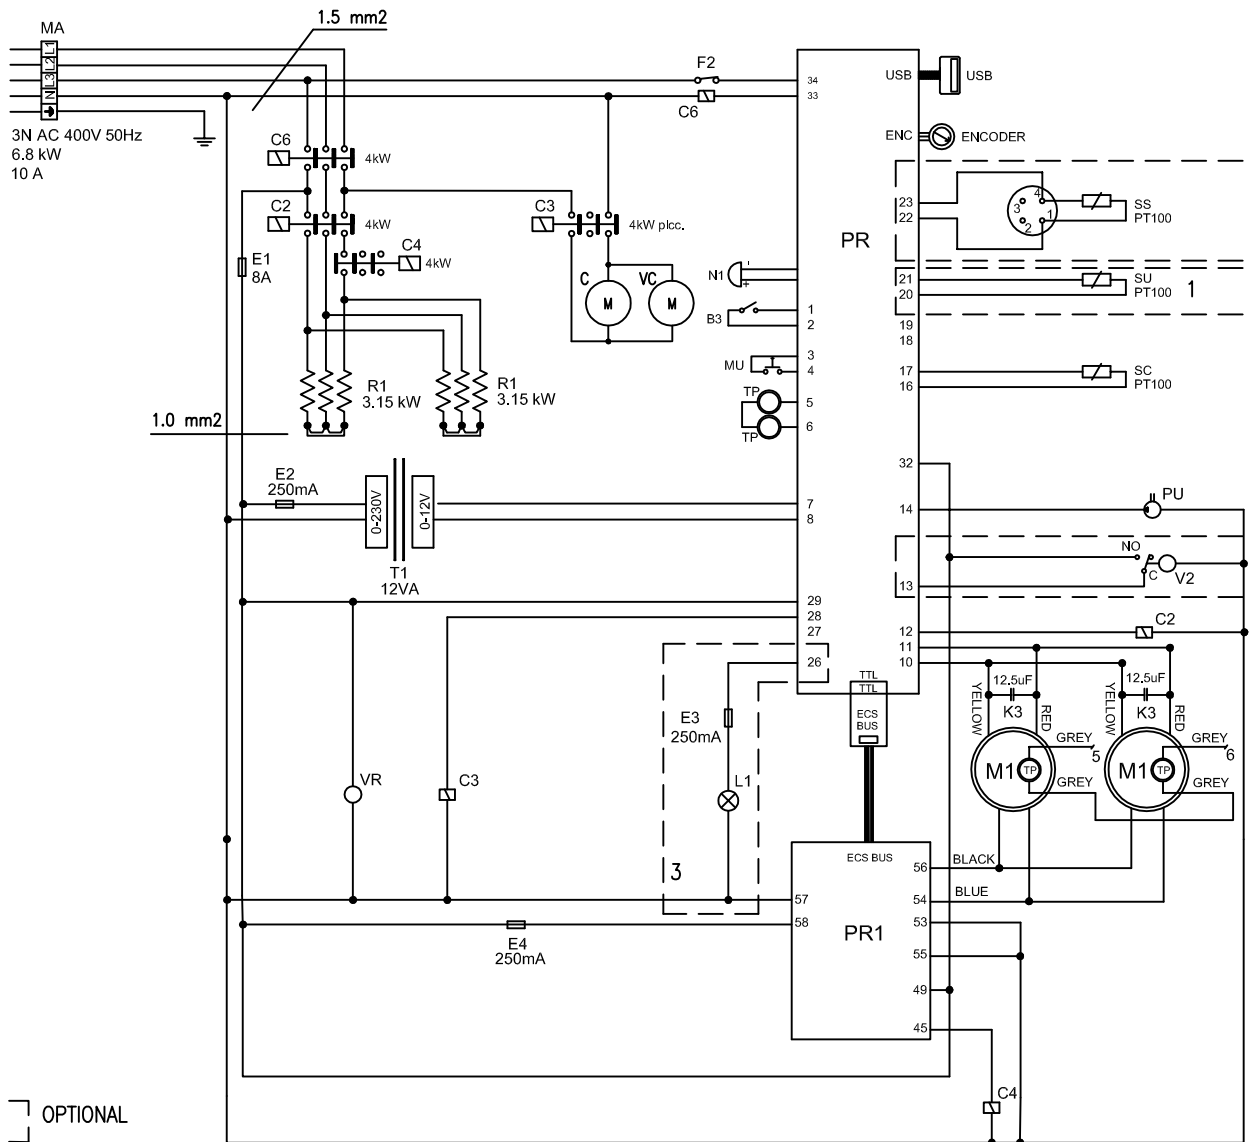 1.5 mm2
MA
L1
L2
L3
N
3N AC 400V 50Hz
6.8 kW
10 A
F2
C6
34
33
USB
USB
ENC
ENCODER
C6
4kW
C2
4kW
C4
4kW
C3
4kW plcc.
E1
8A
C
M
VC
M
N1
-
+
B3
1
2
MU
3
4
TP
5
TP
6
PR
23
22
4
3
1
2
SS
PT100
21
20
SU
PT100
1
19
18
17
16
SC
PT100
R1
3.15 kW
R1
3.15 kW
1.0 mm2
32
E2
250mA
0-230V
0-12V
T1
12VA
7
8
14
PU
NO
C
V2
13
29
28
27
26
12
C2
11
10
TTL
TTL
ECS
BUS
YELLOW
12.5uF
K3
RED
YELLOW
12.5uF
K3
RED
GREY
5
GREY
6
M1
TP
M1
TP
GREY
GREY
E3
250mA
L1
VR
C3
3
ECS BUS
56
BLACK
54
BLUE
57
58
53
55
49
45
PR1
E4
250mA
C4
OPTIONAL